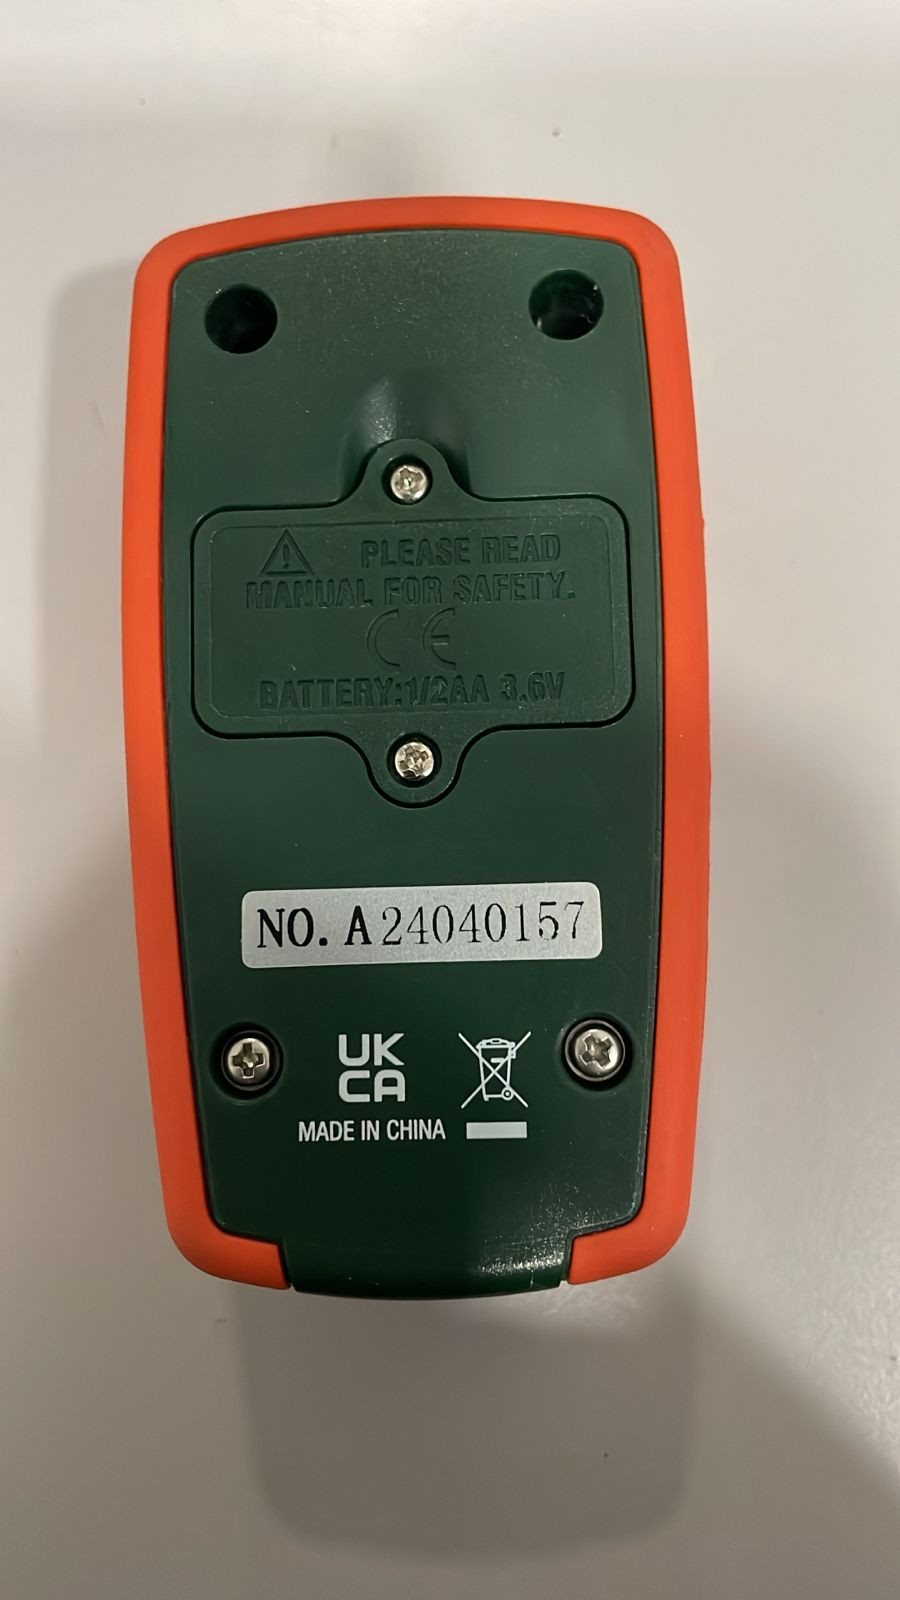 PLEASE READ
MANUAL FOR SAFETY.
CE
BATTERY:1/2AA 3.6V
NO. A24040157
UK
CA
MADE IN CHINA